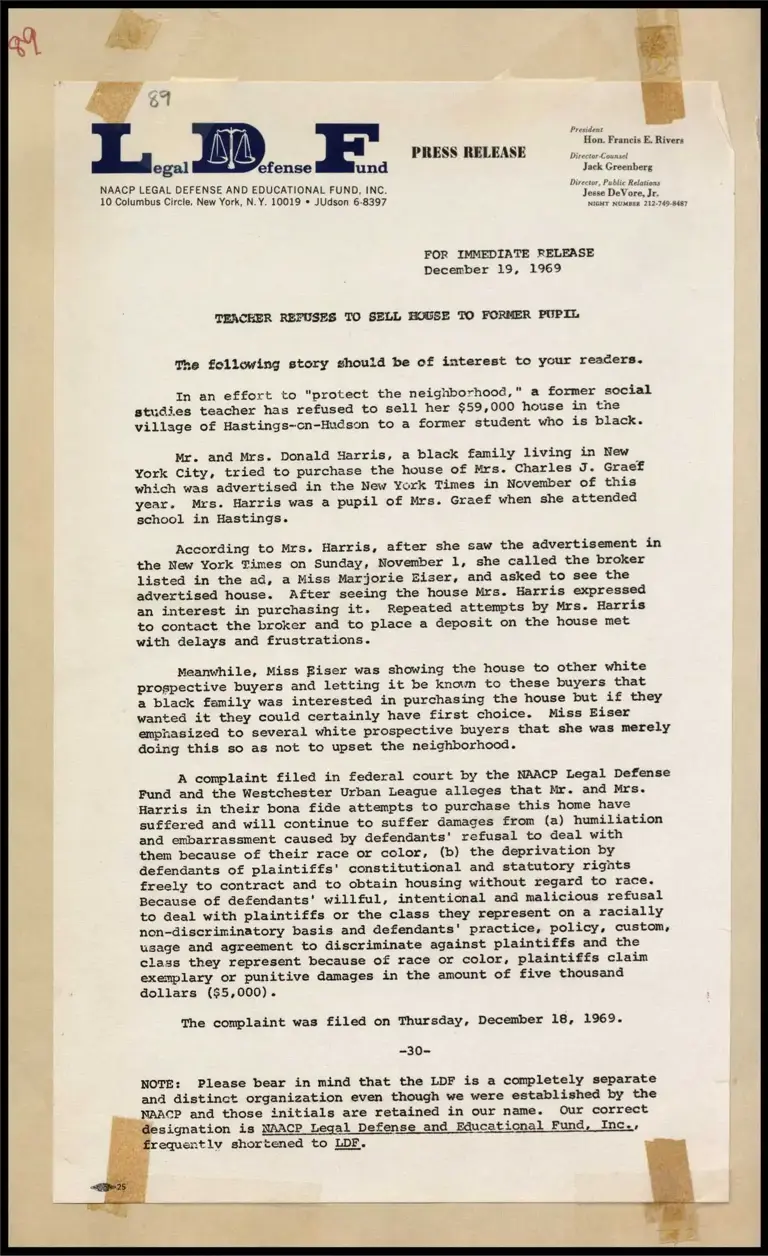 89
89
Legal Defense Fund
PRESS RELEASE
President
Hon. Francis E. Rivers
Director-Counsel
Jack Greenberg
Director, Public Relations
Jesse DeVore, Jr.
NIGHT NUMBER 212-749-8487
NAACP LEGAL DEFENSE AND EDUCATIONAL FUND, INC.
10 Columbus Circle, New York, N.Y. 10019 • JUdson 6-8397
FOR IMMEDIATE RELEASE
December 19, 1969
TEACHER REFUSES TO SELL HOUSE TO FORMER PUPIL
The following story should be of interest to your readers.
In an effort to "protect the neighborhood," a former social
studies teacher has refused to sell her $59,000 house in the
village of Hastings-on-Hudson to a former student who is black.
Mr. and Mrs. Donald Harris, a black family living in New
York City, tried to purchase the house of Mrs. Charles J. Graef
which was advertised in the New York Times in November of this
year. Mrs. Harris was a pupil of Mrs. Graef when she attended
school in Hastings.
According to Mrs. Harris, after she saw the advertisement in
the New York Times on Sunday, November 1, she called the broker
listed in the ad, a Miss Marjorie Eiser, and asked to see the
advertised house. After seeing the house Mrs. Harris expressed
an interest in purchasing it. Repeated attempts by Mrs. Harris
to contact the broker and to place a deposit on the house met
with delays and frustrations.
Meanwhile, Miss Eiser was showing the house to other white
prospective buyers and letting it be known to these buyers that
a black family was interested in purchasing the house but if they
wanted it they could certainly have first choice. Miss Eiser
emphasized to several white prospective buyers that she was merely
doing this so as not to upset the neighborhood.
A complaint filed in federal court by the NAACP Legal Defense
Fund and the Westchester Urban League alleges that Mr. and Mrs.
Harris in their bona fide attempts to purchase this home have
suffered and will continue to suffer damages from (a) humiliation
and embarrassment caused by defendants' refusal to deal with
them because of their race or color, (b) the deprivation by
defendants of plaintiffs' constitutional and statutory rights
freely to contract and to obtain housing without regard to race.
Because of defendants' willful, intentional and malicious refusal
to deal with plaintiffs or the class they represent on a racially
non-discriminatory basis and defendants' practice, policy, custom,
usage and agreement to discriminate against plaintiffs and the
class they represent because of race or color, plaintiffs claim
exemplary or punitive damages in the amount of five thousand
dollars ($5,000).
The complaint was filed on Thursday, December 18, 1969.
-30-
NOTE: Please bear in mind that the LDF is a completely separate
and distinct organization even though we were established by the
NAACP and those initials are retained in our name. Our correct
designation is NAACP Legal Defense and Educational Fund, Inc.,
frequently shortened to LDF.
25